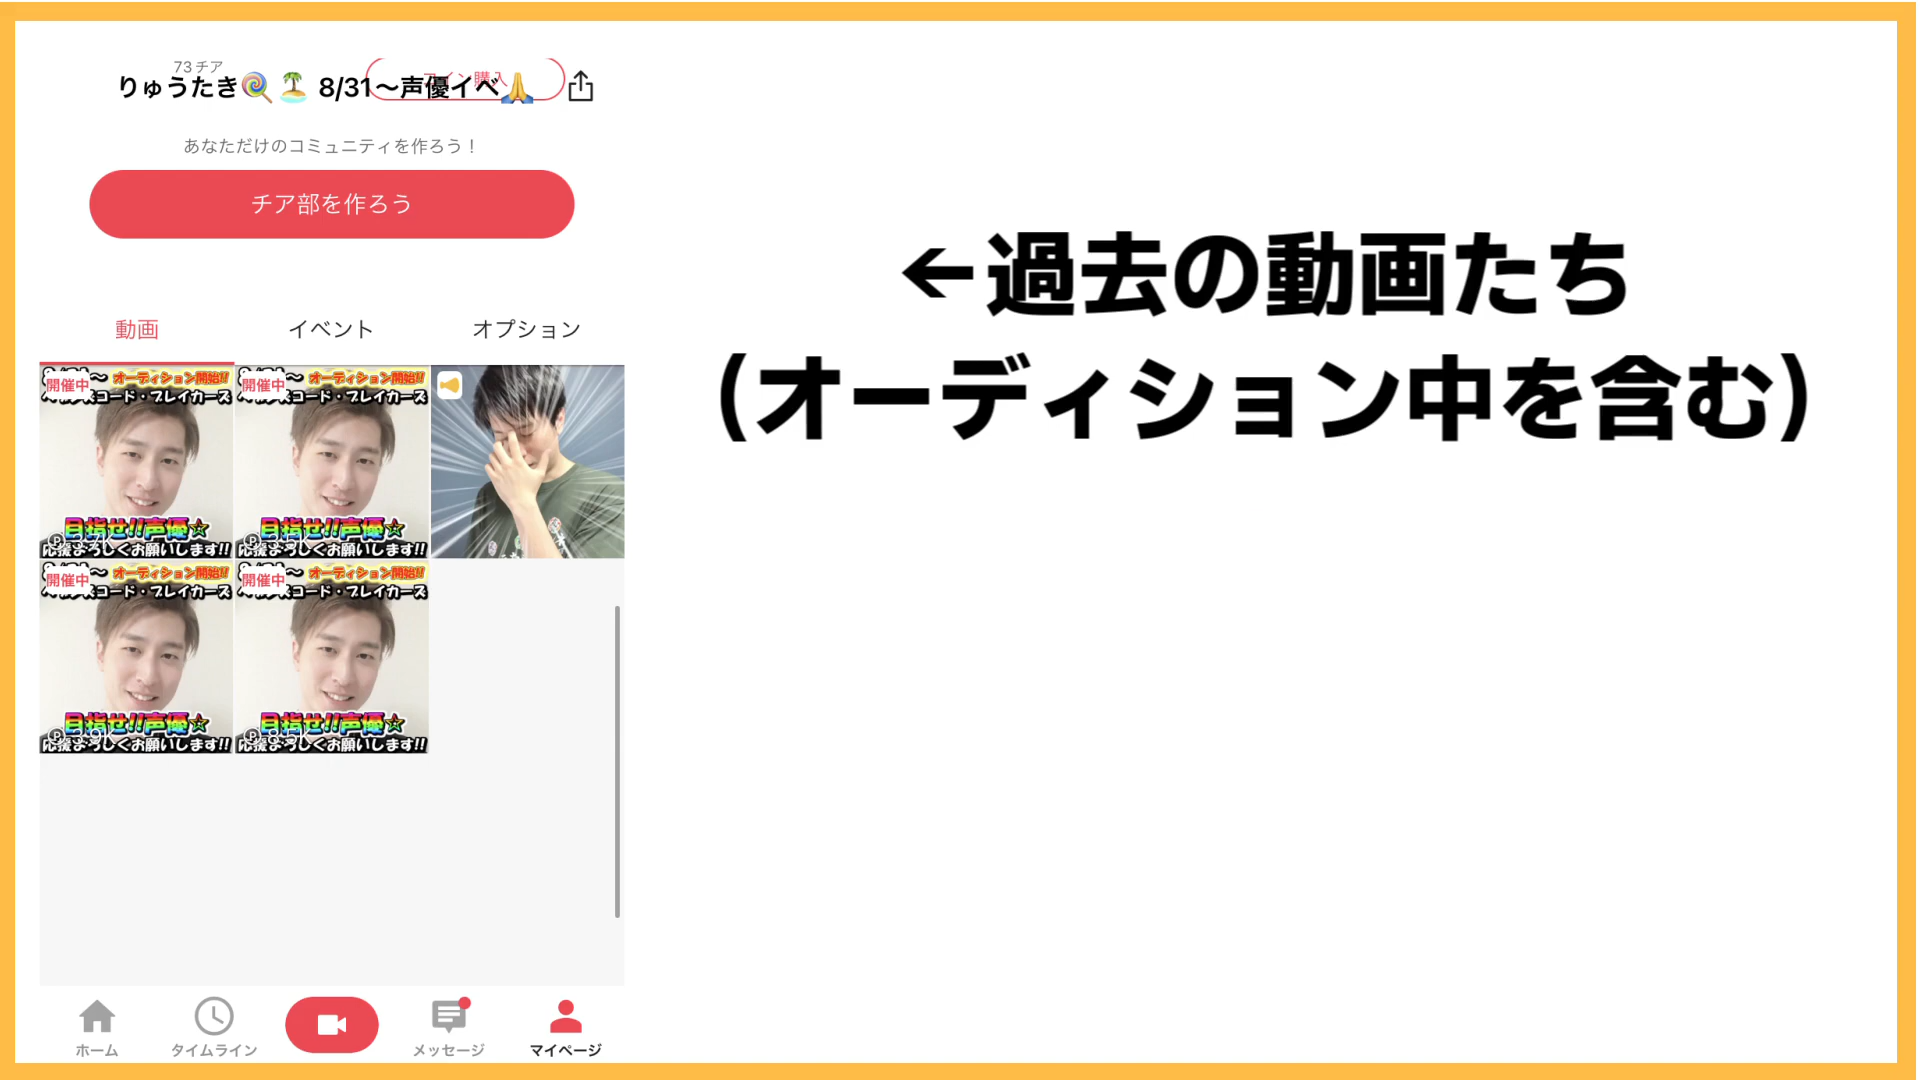 73チア
りゅうたき🍭🏝️ 8/31〜声優イベ🙏
あなただけのコミュニティを作ろう！
チア部を作ろう
動画
イベント
オプション
開催中
〜 オーディション開始!!
コード・ブレイカーズ
目指せ!!声優☆
応援よろしくお願いします!!
開催中
〜 オーディション開始!!
コード・ブレイカーズ
目指せ!!声優☆
応援よろしくお願いします!!
開催中
〜 オーディション開始!!
コード・ブレイカーズ
目指せ!!声優☆
応援よろしくお願いします!!
開催中
〜 オーディション開始!!
コード・ブレイカーズ
目指せ!!声優☆
応援よろしくお願いします!!
ホーム
タイムライン
メッセージ
マイページ
←過去の動画たち
(オーディション中を含む)